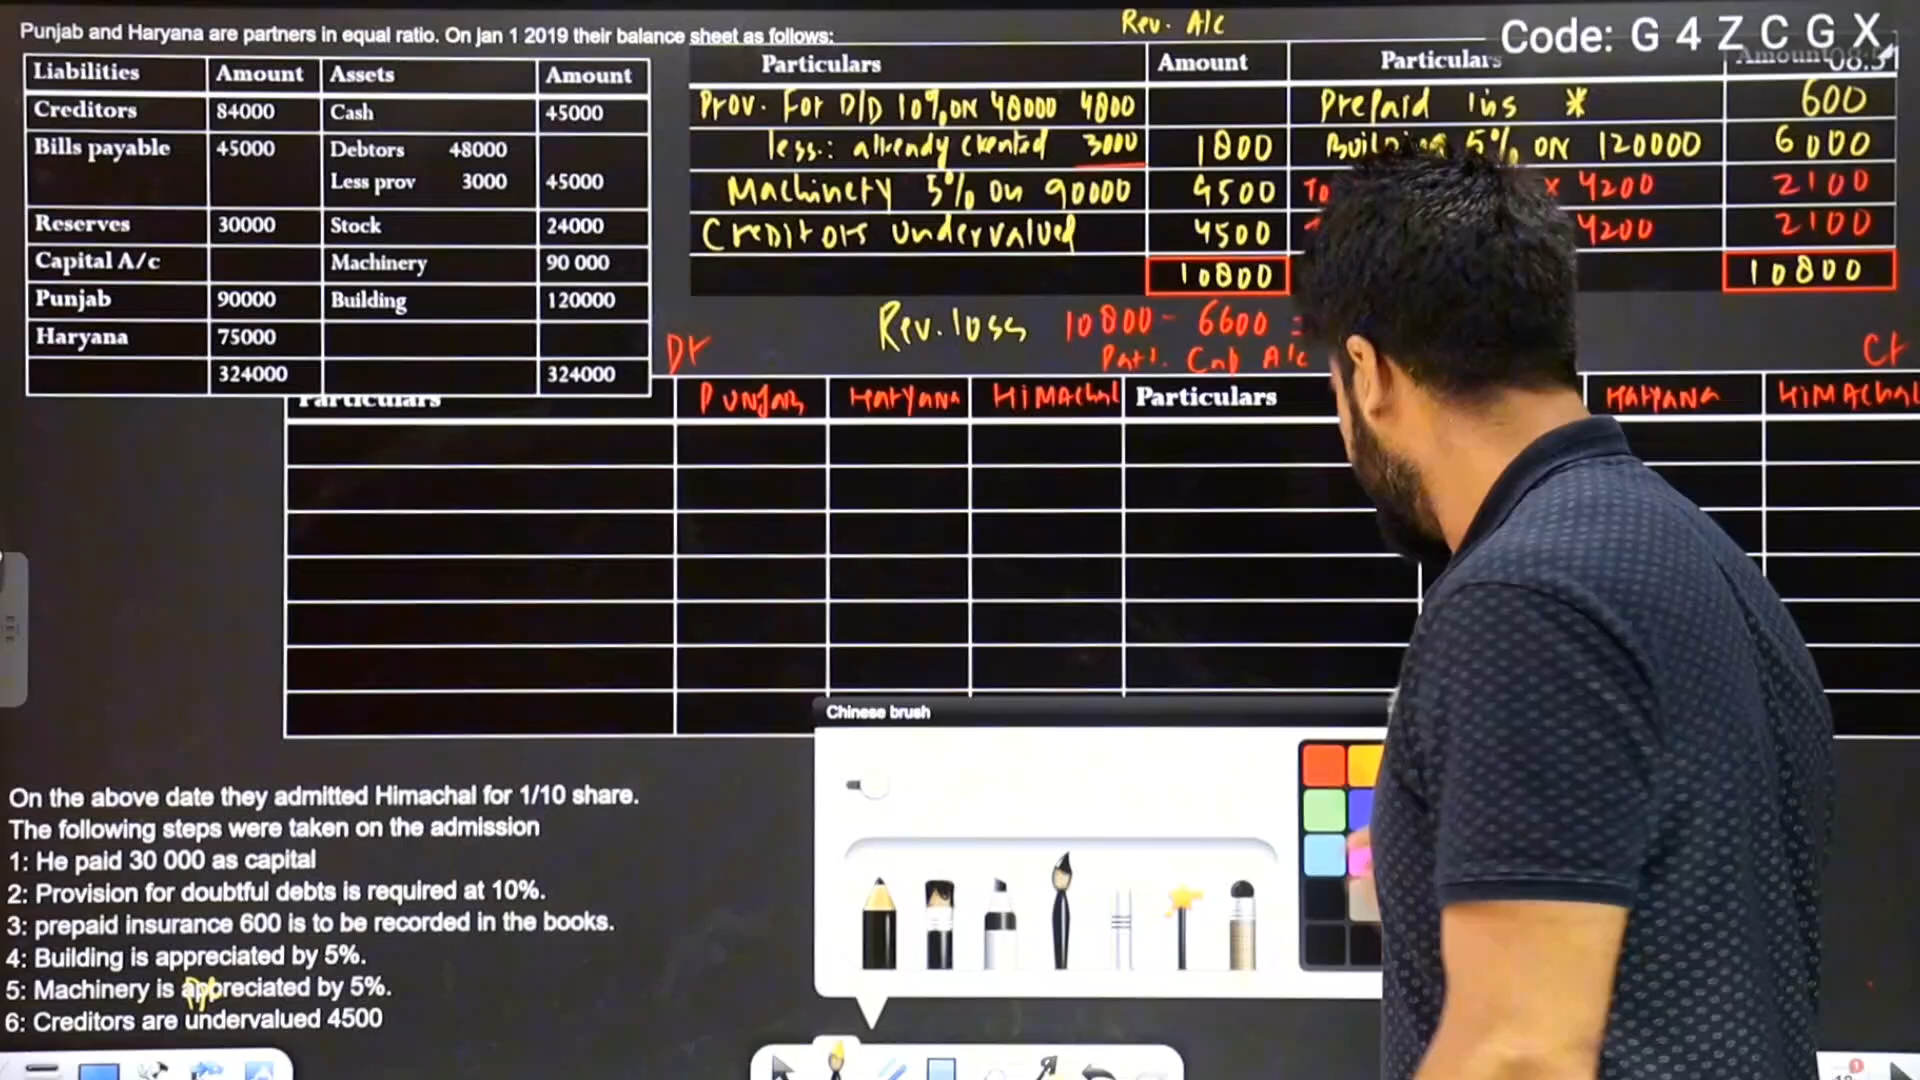 Punjab and Haryana are partners in equal ratio. On jan 1 2019 their balance sheet as follows:
Rev. A/c
Code: G 4 Z C G X
Liabilities Amount Assets Amount
Creditors 84000 Cash 45000
Bills payable 45000 Debtors 48000
Less prov 3000 45000
Reserves 30000 Stock 24000
Capital A/c Machinery 90 000
Punjab 90000 Building 120000
Haryana 75000
324000 324000
Particulars Amount Particulars Amount
Prov. For D/D 10% ON 48000 4800 Prepaid ins * 600
less: already created 3000 1800 Building 5% ON 120000 6000
Machinery 5% on 90000 4500 To x 4200 2100
Creditors undervalued 4500 4200 2100
10800 10800
Rev. loss 10800 - 6600 =
Part. Cap A/c
Dr Cr
Particulars Punjab Haryana Himachal Particulars Haryana Himachal
Chinese brush
On the above date they admitted Himachal for 1/10 share.
The following steps were taken on the admission
1: He paid 30 000 as capital
2: Provision for doubtful debts is required at 10%.
3: prepaid insurance 600 is to be recorded in the books.
4: Building is appreciated by 5%.
5: Machinery is appreciated by 5%.
6: Creditors are undervalued 4500